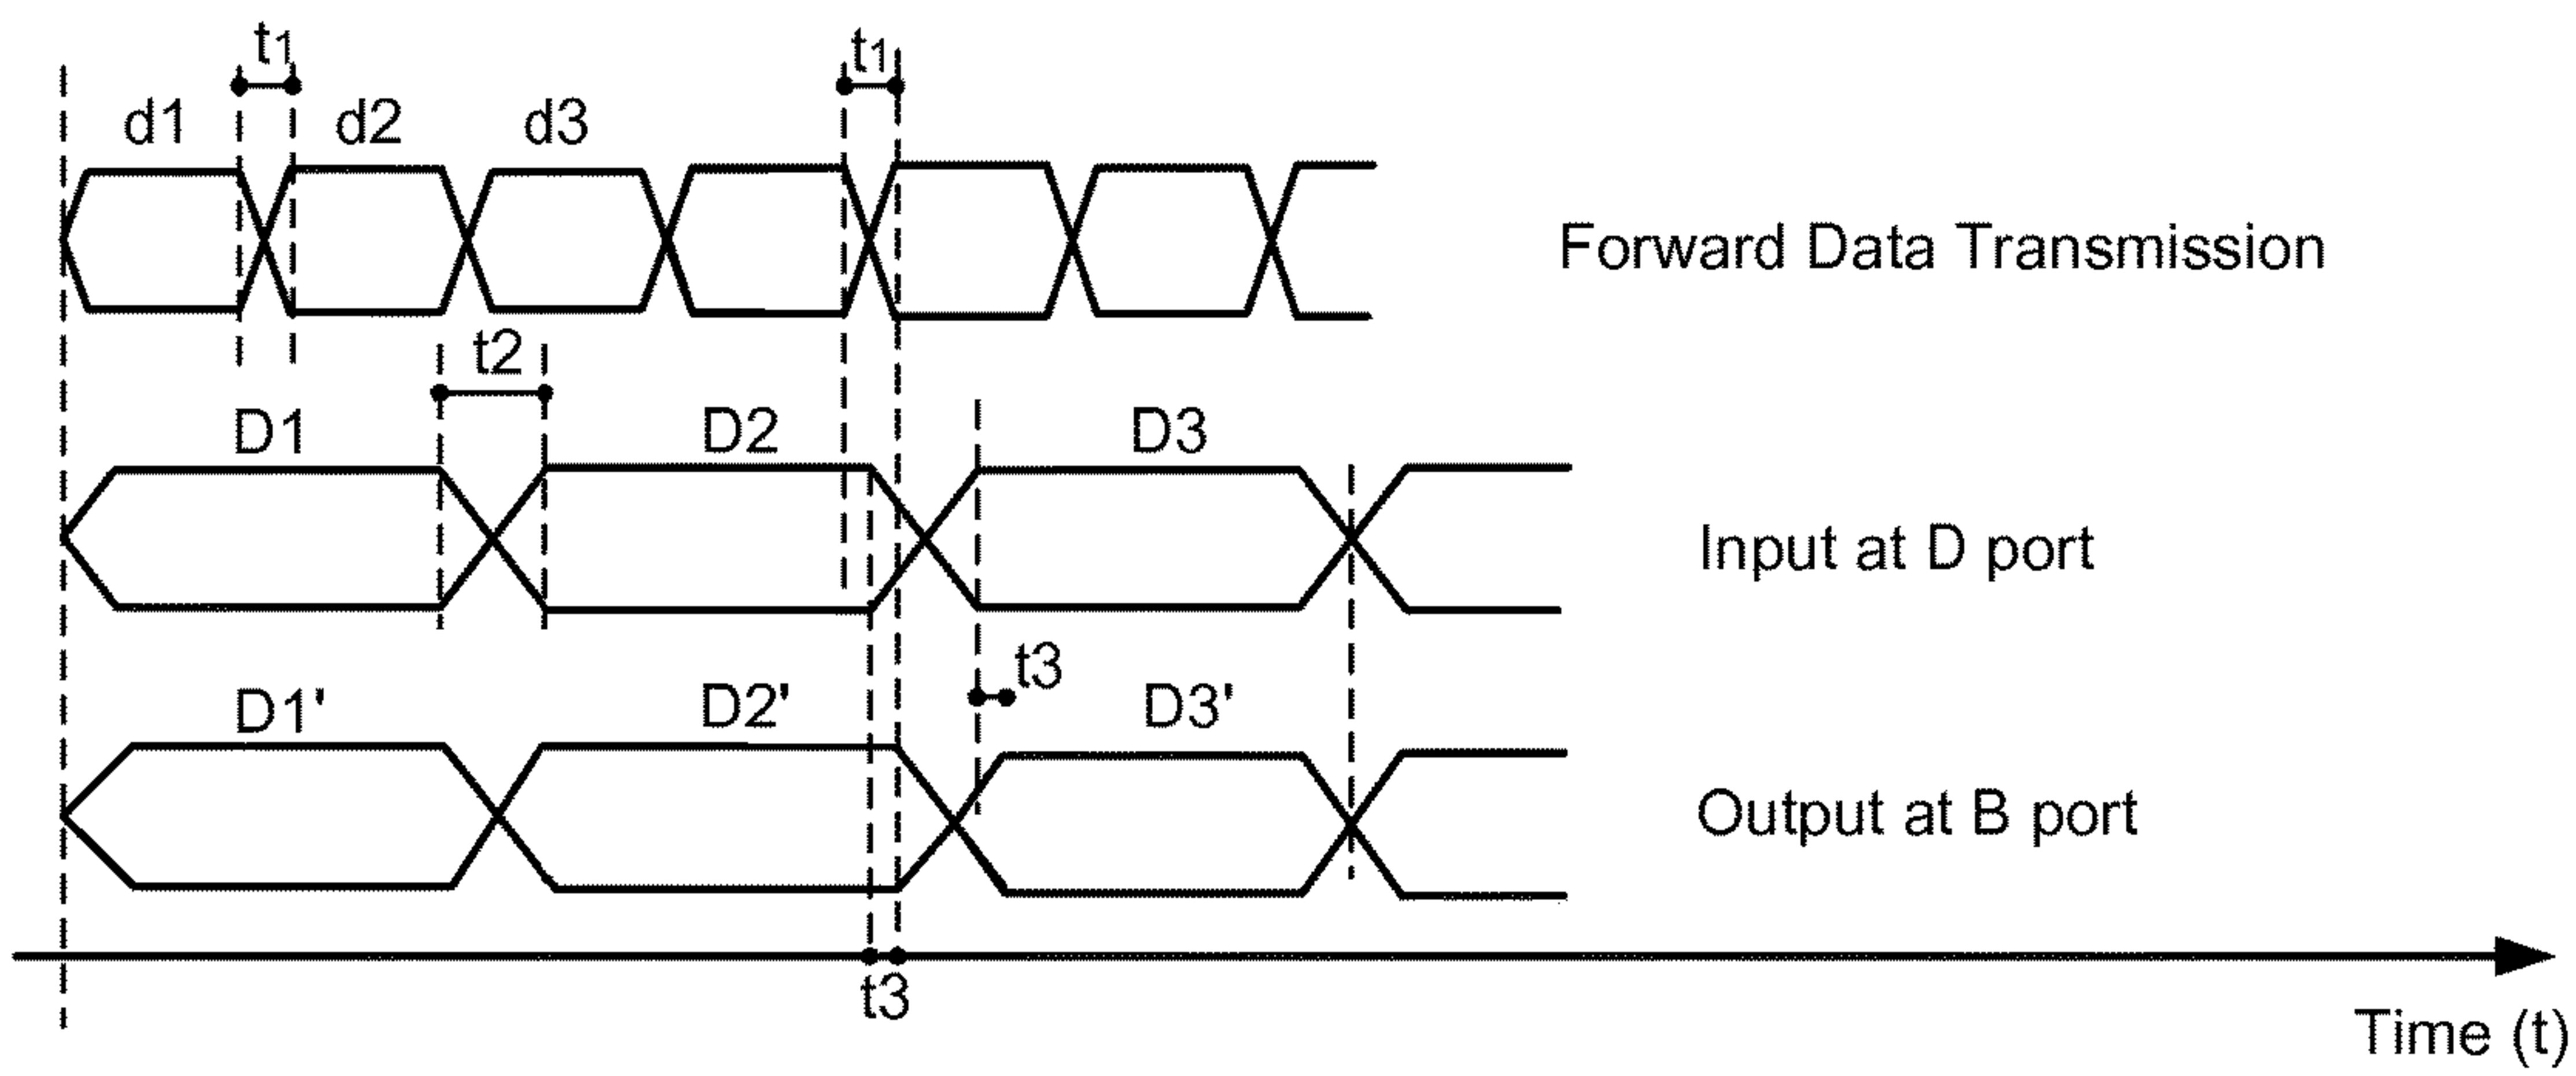 t1
t1
d1
d2
d3
Forward Data Transmission
t2
D1
D2
D3
Input at D port
t3
D1'
D2'
D3'
Output at B port
t3
Time (t)